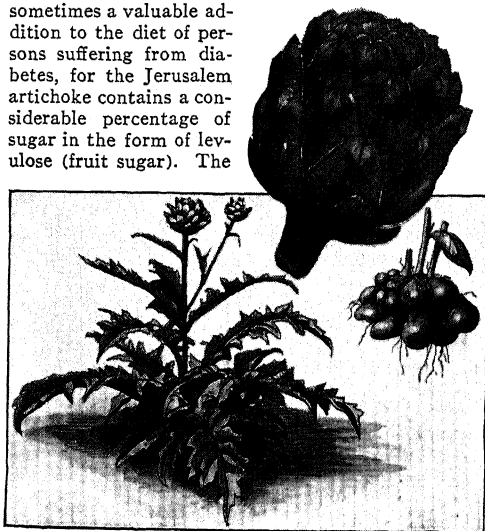 sometimes a valuable ad-
dition to the diet of per-
sons suffering from dia-
betes, for the Jerusalem
artichoke contains a con-
siderable percentage of
sugar in the form of lev-
ulose (fruit sugar). The